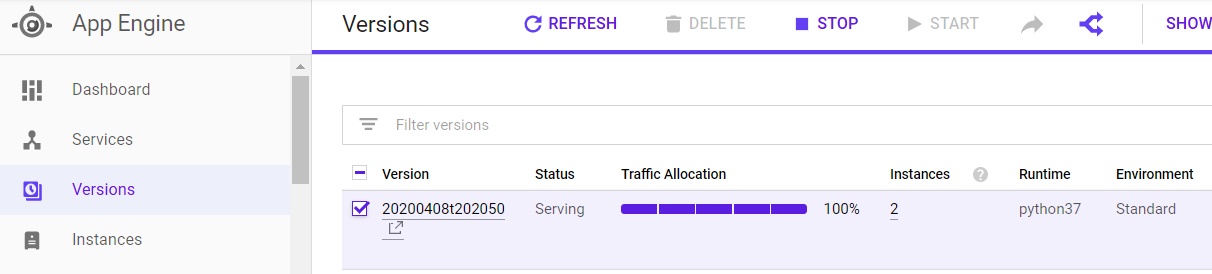 App Engine
Versions REFRESH DELETE STOP START SHOW
Dashboard
Services
Versions
Instances
Filter versions
Version Status Traffic Allocation Instances ? Runtime Environment
20200408t202050 Serving 100% 2 python37 Standard